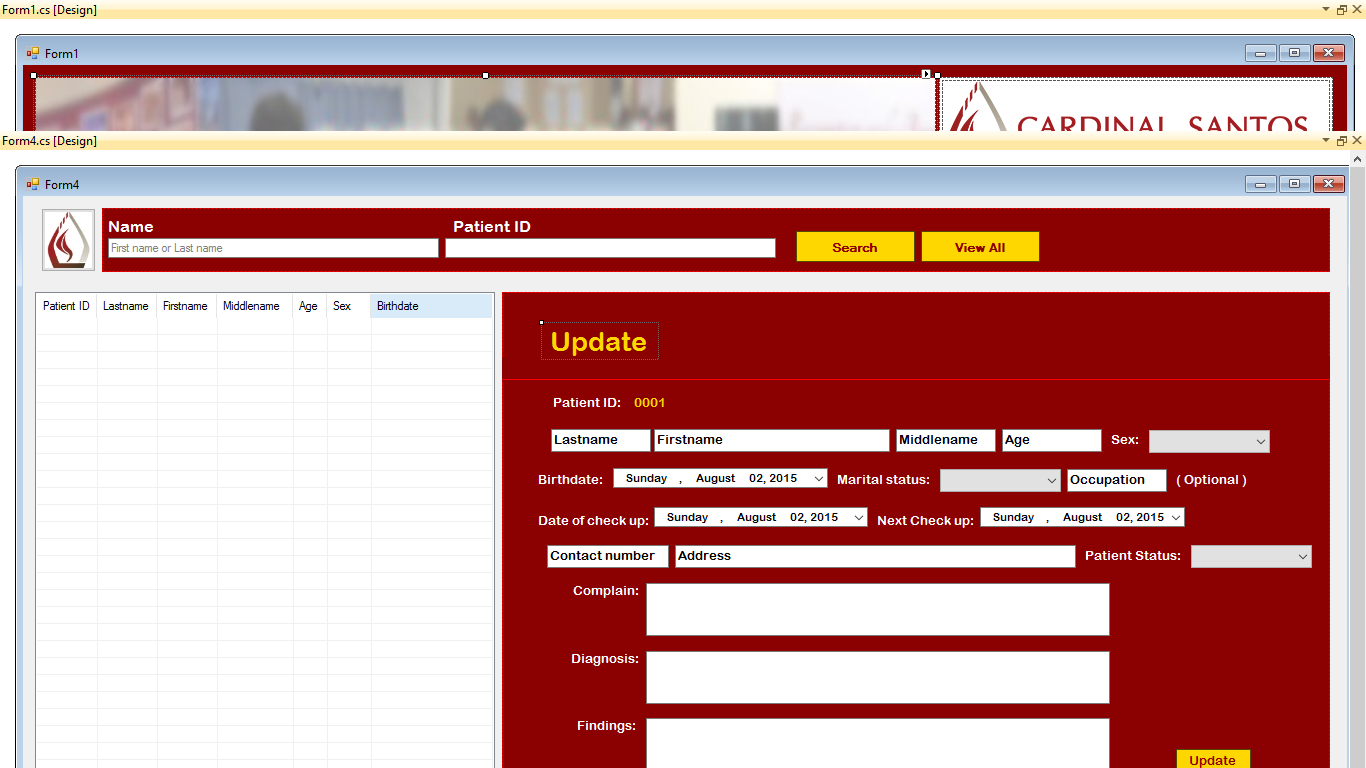 Form1.cs [Design]
Form1
CARDINAL SANTOS
Form4.cs [Design]
Form4
Name Patient ID
First name or Last name
Search View All
Patient ID Lastname Firstname Middlename Age Sex Birthdate
Update
Patient ID: 0001
Lastname Firstname Middlename Age Sex:
Birthdate: Sunday , August 02, 2015 Marital status: Occupation ( Optional )
Date of check up: Sunday , August 02, 2015 Next Check up: Sunday , August 02, 2015
Contact number Address Patient Status:
Complain:
Diagnosis:
Findings:
Update